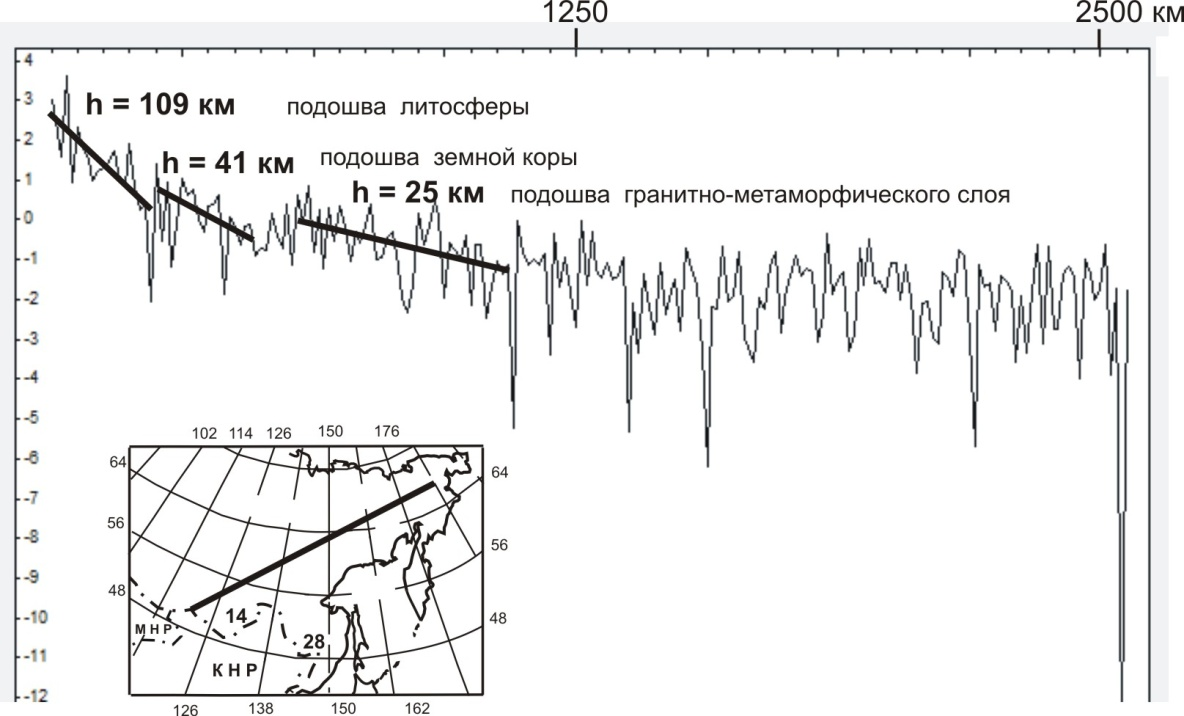 1250 2500 км
4
3
h = 109 км подошва литосферы
2
h = 41 км подошва земной коры
1
h = 25 км подошва гранитно-метаморфического слоя
0
-1
-2
-3
-4
-5
102 114 126 150 176
-6
64 64
-7
56
-8
56
-9
48
-10
14 48
МНР
28
-11
КНР
-12
126 138 150 162